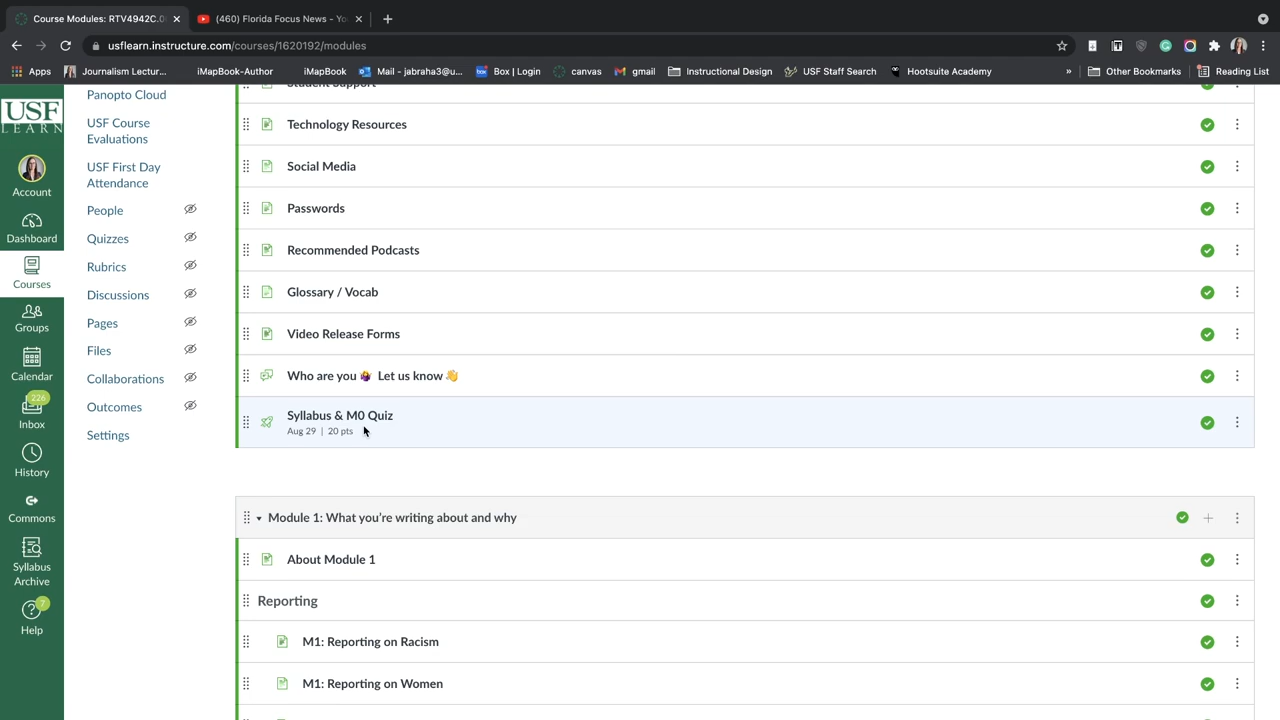 Course Modules: RTV4942C.0
(460) Florida Focus News - Yo
usflearn.instructure.com/courses/1620192/modules
Apps
Journalism Lectur...
iMapBook-Author
iMapBook
Mail - jabraha3@u...
Box | Login
canvas
gmail
Instructional Design
USF Staff Search
Hootsuite Academy
»
Other Bookmarks
Reading List
USF
LEARN
Account
Dashboard
Courses
Groups
Calendar
226
Inbox
History
Commons
Syllabus
Archive
7
Help
Panopto Cloud
USF Course
Evaluations
USF First Day
Attendance
People
Quizzes
Rubrics
Discussions
Pages
Files
Collaborations
Outcomes
Settings
Student Support
Technology Resources
Social Media
Passwords
Recommended Podcasts
Glossary / Vocab
Video Release Forms
Who are you 🤷‍♀️ Let us know 👋
Syllabus & M0 Quiz
Aug 29 | 20 pts
Module 1: What you’re writing about and why
About Module 1
Reporting
M1: Reporting on Racism
M1: Reporting on Women